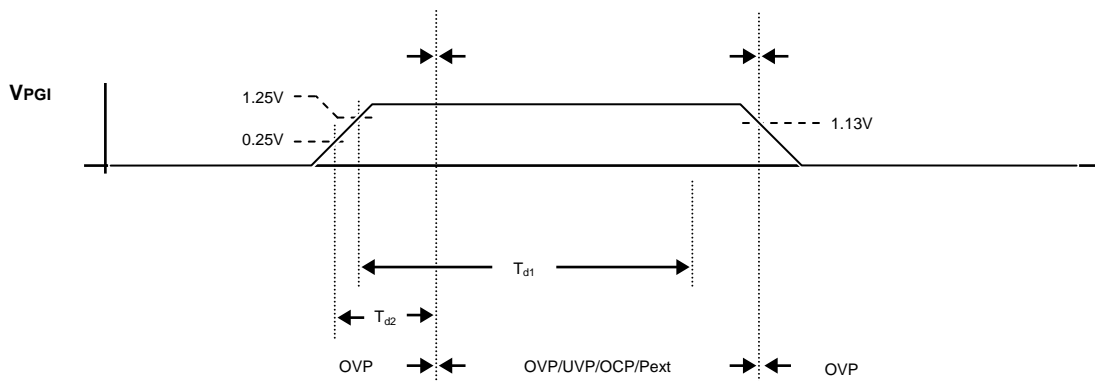 VPGI
1.25V
0.25V
1.13V
Td1
Td2
OVP
OVP/UVP/OCP/Pext
OVP